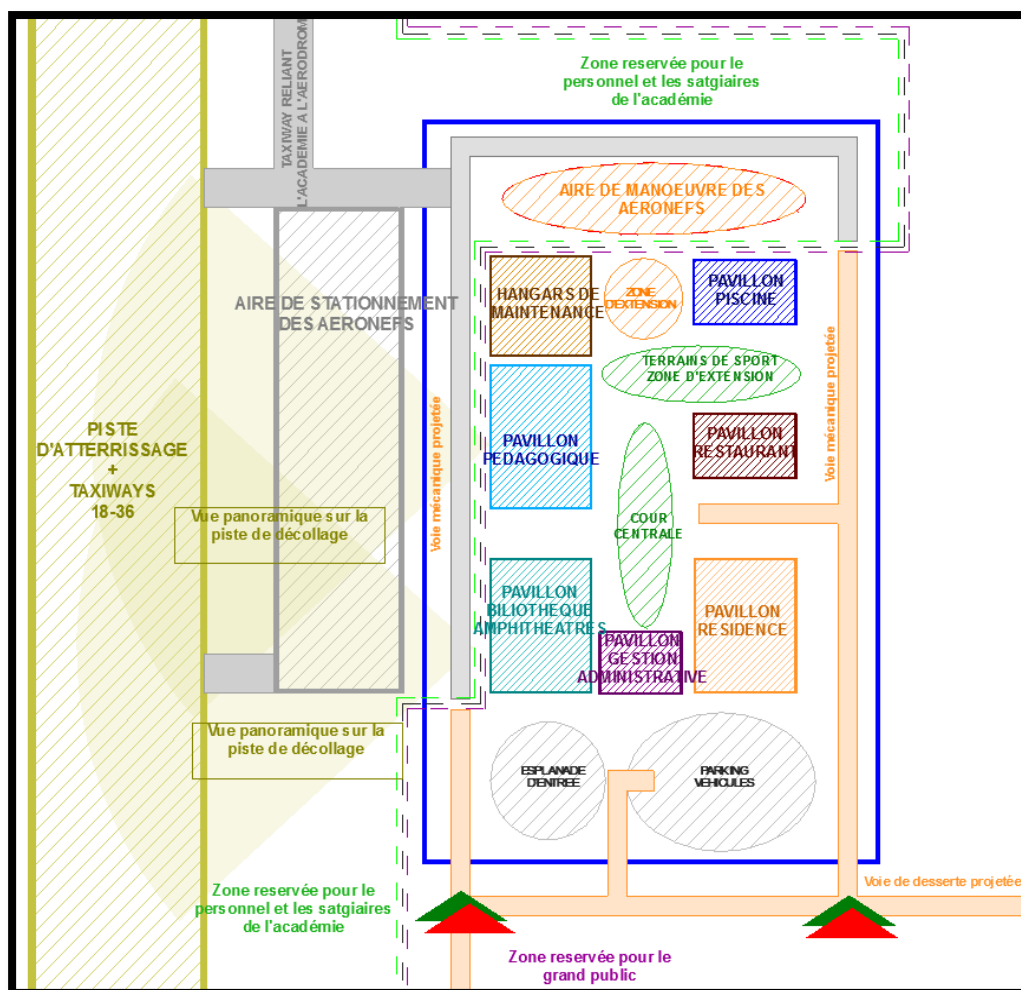 Zone reservée pour le
personnel et les satgiaires
de l'académie
TAXIWAY RELIANT
L'ACADEMIE A L'AERODROM
AIRE DE MANOEUVRE DES
AERONEFS
HANGARS DE
MAINTENANCE
ZONE
D'EXTENSION
PAVILLON
PISCINE
AIRE DE STATIONNEMENT
DES AERONEFS
TERRAINS DE SPORT
ZONE D'EXTENSION
Voie mécanique projetée
PISTE
D'ATTERRISSAGE
+
TAXIWAYS
18-36
PAVILLON
PEDAGOGIQUE
PAVILLON
RESTAURANT
Voie mécanique projetée
Vue panoramique sur la
piste de décollage
COUR
CENTRALE
PAVILLON
BILIOTHEQUE
AMPHITHEATRES
PAVILLON
GESTION
ADMINISTRATIVE
PAVILLON
RESIDENCE
Vue panoramique sur la
piste de décollage
ESPLANADE
D'ENTREE
PARKING
VEHICULES
Zone reservée pour le
personnel et les satgiaires
de l'académie
Voie de desserte projetée
Zone reservée pour le
grand public